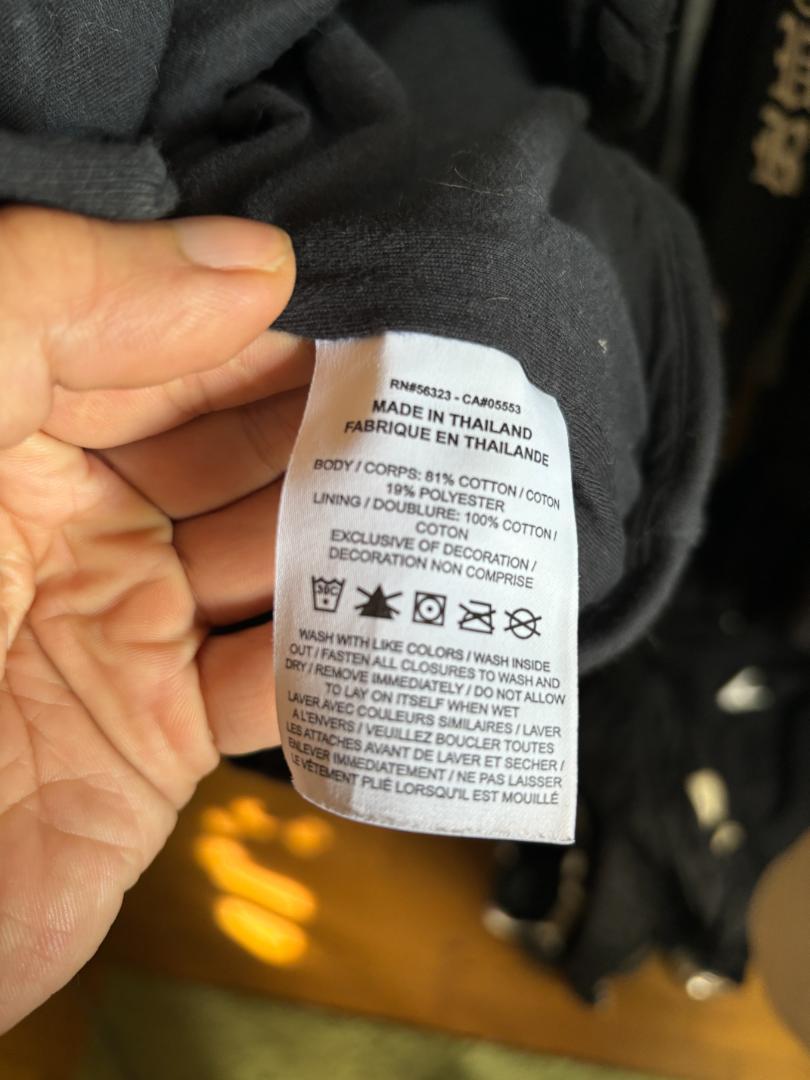 RN#56323 - CA#05553
MADE IN THAILAND
FABRIQUE EN THAILANDE
BODY / CORPS: 81% COTTON / COTON
19% POLYESTER
LINING / DOUBLURE: 100% COTTON /
COTON
EXCLUSIVE OF DECORATION /
DECORATION NON COMPRISE
30C
WASH WITH LIKE COLORS / WASH INSIDE
OUT / FASTEN ALL CLOSURES TO WASH AND
DRY / REMOVE IMMEDIATELY / DO NOT ALLOW
TO LAY ON ITSELF WHEN WET
LAVER AVEC COULEURS SIMILAIRES / LAVER
A L'ENVERS / VEUILLEZ BOUCLER TOUTES
LES ATTACHES AVANT DE LAVER ET SECHER /
ENLEVER IMMEDIATEMENT / NE PAS LAISSER
LE VÊTEMENT PLIÉ LORSQU'IL EST MOUILLÉ